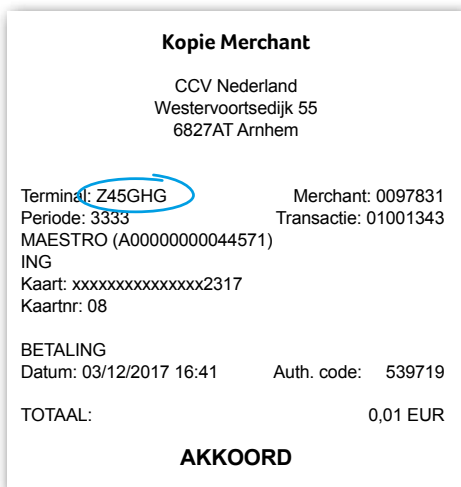 Kopie Merchant
CCV Nederland
Westervoortsedijk 55
6827AT Arnhem
Terminal: Z45GHG Merchant: 0097831
Periode: 3333 Transactie: 01001343
MAESTRO (A00000000044571)
ING
Kaart: xxxxxxxxxxxxxxx2317
Kaartnr: 08
BETALING
Datum: 03/12/2017 16:41 Auth. code: 539719
TOTAAL: 0,01 EUR
AKKOORD